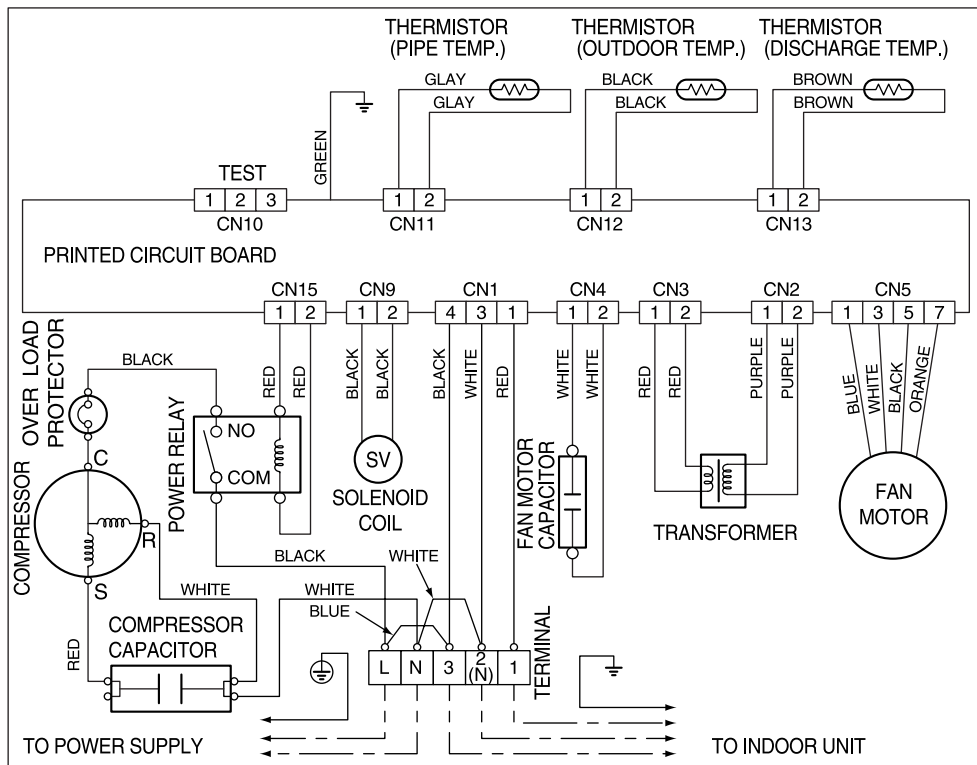 THERMISTOR
(PIPE TEMP.)
THERMISTOR
(OUTDOOR TEMP.)
THERMISTOR
(DISCHARGE TEMP.)
GLAY
GLAY
BLACK
BLACK
BROWN
BROWN
GREEN
TEST
1 2 3
CN10
1 2
CN11
1 2
CN12
1 2
CN13
PRINTED CIRCUIT BOARD
CN15
1 2
CN9
1 2
CN1
4 3 1
CN4
1 2
CN3
1 2
CN2
1 2
CN5
1 3 5 7
OVER LOAD
PROTECTOR
BLACK
RED
RED
BLACK
BLACK
BLACK
WHITE
RED
WHITE
WHITE
RED
RED
PURPLE
PURPLE
BLUE
WHITE
BLACK
ORANGE
POWER RELAY
NO
COM
SV
SOLENOID
COIL
FAN MOTOR
CAPACITOR
TRANSFORMER
FAN
MOTOR
COMPRESSOR
C
R
S
BLACK
WHITE
WHITE
WHITE
BLUE
RED
COMPRESSOR
CAPACITOR
L N 3 2 1
(N)
TERMINAL
TO POWER SUPPLY
TO INDOOR UNIT